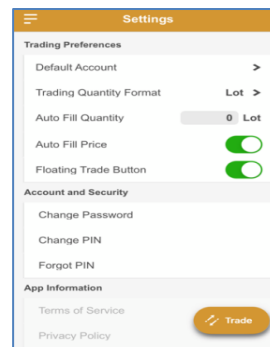 Settings
Trading Preferences
Default Account >
Trading Quantity Format Lot >
Auto Fill Quantity 0 Lot
Auto Fill Price
Floating Trade Button
Account and Security
Change Password
Change PIN
Forgot PIN
App Information
Terms of Service
Trade
Privacy Policy